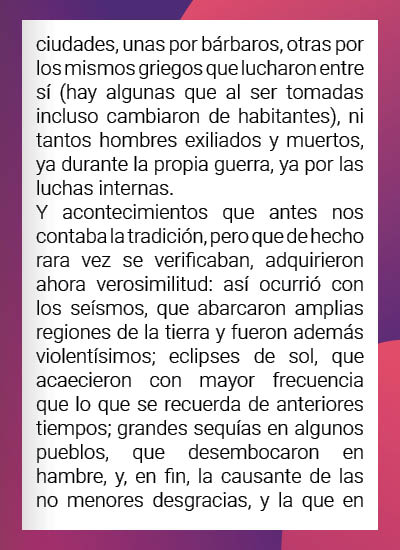 ciudades, unas por bárbaros, otras por
los mismos griegos que lucharon entre
sí (hay algunas que al ser tomadas
incluso cambiaron de habitantes), ni
tantos hombres exiliados y muertos,
ya durante la propia guerra, ya por las
luchas internas.
Y acontecimientos que antes nos
contaba la tradición, pero que de hecho
rara vez se verificaban, adquirieron
ahora verosimilitud: así ocurrió con
los seísmos, que abarcaron amplias
regiones de la tierra y fueron además
violentísimos; eclipses de sol, que
acaecieron con mayor frecuencia
que lo que se recuerda de anteriores
tiempos; grandes sequías en algunos
pueblos, que desembocaron en
hambre, y, en fin, la causante de las
no menores desgracias, y la que en